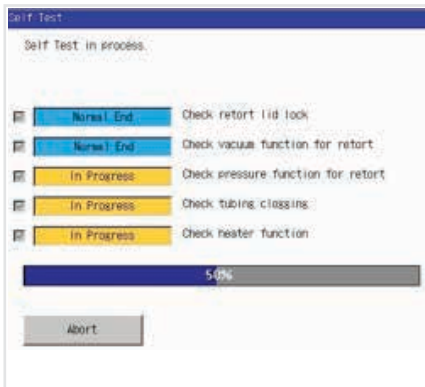 Self Test
Self Test in process.
Normal End Check retort lid lock
Normal End Check vacuum function for retort
In Progress Check pressure function for retort
In Progress Check tubing clogging
In Progress Check heater function
50%
Abort